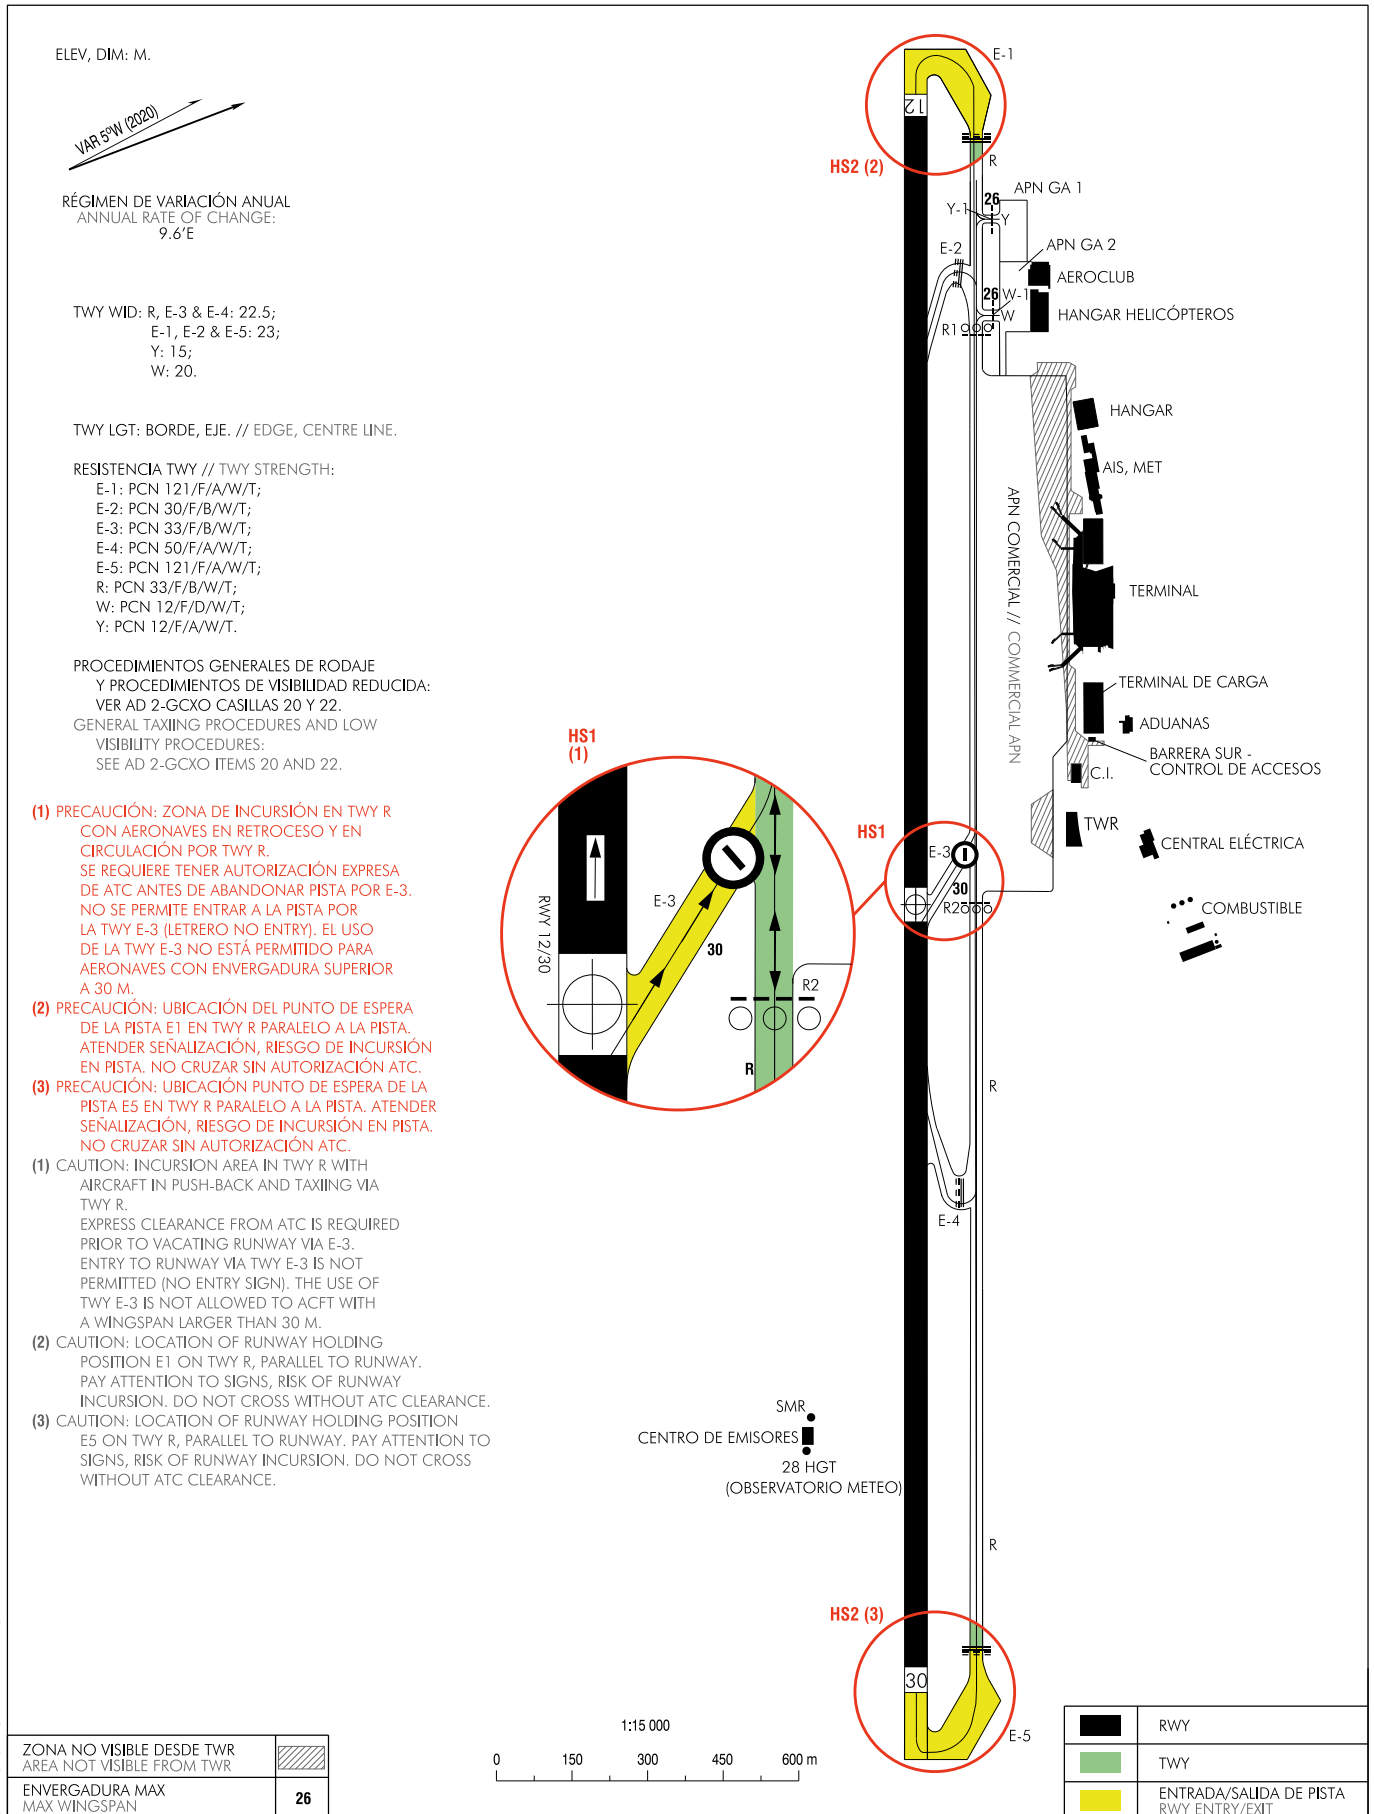 ELEV, DIM: M.
VAR 5ºW (2020)
RÉGIMEN DE VARIACIÓN ANUAL
ANNUAL RATE OF CHANGE:
9.6'E
TWY WID: R, E-3 & E-4: 22.5;
E-1, E-2 & E-5: 23;
Y: 15;
W: 20.
TWY LGT: BORDE, EJE. // EDGE, CENTRE LINE.
RESISTENCIA TWY // TWY STRENGTH:
E-1: PCN 121/F/A/W/T;
E-2: PCN 30/F/B/W/T;
E-3: PCN 33/F/B/W/T;
E-4: PCN 50/F/A/W/T;
E-5: PCN 121/F/A/W/T;
R: PCN 33/F/B/W/T;
W: PCN 12/F/D/W/T;
Y: PCN 12/F/A/W/T.
PROCEDIMIENTOS GENERALES DE RODAJE
Y PROCEDIMIENTOS DE VISIBILIDAD REDUCIDA:
VER AD 2-GCXO CASILLAS 20 Y 22.
GENERAL TAXIING PROCEDURES AND LOW
VISIBILITY PROCEDURES:
SEE AD 2-GCXO ITEMS 20 AND 22.
(1) PRECAUCIÓN: ZONA DE INCURSIÓN EN TWY R
CON AERONAVES EN RETROCESO Y EN
CIRCULACIÓN POR TWY R.
SE REQUIERE TENER AUTORIZACIÓN EXPRESA
DE ATC ANTES DE ABANDONAR PISTA POR E-3.
NO SE PERMITE ENTRAR A LA PISTA POR
LA TWY E-3 (LETRERO NO ENTRY). EL USO
DE LA TWY E-3 NO ESTÁ PERMITIDO PARA
AERONAVES CON ENVERGADURA SUPERIOR
A 30 M.
(2) PRECAUCIÓN: UBICACIÓN DEL PUNTO DE ESPERA
DE LA PISTA E1 EN TWY R PARALELO A LA PISTA.
ATENDER SEÑALIZACIÓN, RIESGO DE INCURSIÓN
EN PISTA. NO CRUZAR SIN AUTORIZACIÓN ATC.
(3) PRECAUCIÓN: UBICACIÓN PUNTO DE ESPERA DE LA
PISTA E5 EN TWY R PARALELO A LA PISTA. ATENDER
SEÑALIZACIÓN, RIESGO DE INCURSIÓN EN PISTA.
NO CRUZAR SIN AUTORIZACIÓN ATC.
(1) CAUTION: INCURSION AREA IN TWY R WITH
AIRCRAFT IN PUSH-BACK AND TAXIING VIA
TWY R.
EXPRESS CLEARANCE FROM ATC IS REQUIRED
PRIOR TO VACATING RUNWAY VIA E-3.
ENTRY TO RUNWAY VIA TWY E-3 IS NOT
PERMITTED (NO ENTRY SIGN). THE USE OF
TWY E-3 IS NOT ALLOWED TO ACFT WITH
A WINGSPAN LARGER THAN 30 M.
(2) CAUTION: LOCATION OF RUNWAY HOLDING
POSITION E1 ON TWY R, PARALLEL TO RUNWAY.
PAY ATTENTION TO SIGNS, RISK OF RUNWAY
INCURSION. DO NOT CROSS WITHOUT ATC CLEARANCE.
(3) CAUTION: LOCATION OF RUNWAY HOLDING POSITION
E5 ON TWY R, PARALLEL TO RUNWAY. PAY ATTENTION TO
SIGNS, RISK OF RUNWAY INCURSION. DO NOT CROSS
WITHOUT ATC CLEARANCE.
HS1
(1)
RWY 12/30
E-3
30
R2
R
E-1
12
HS2 (2)
R
26
APN GA 1
Y-1
Y
E-2
APN GA 2
AEROCLUB
26
W-1
W
HANGAR HELICÓPTEROS
R1
HANGAR
AIS, MET
APN COMERCIAL // COMMERCIAL APN
TERMINAL
TERMINAL DE CARGA
ADUANAS
BARRERA SUR -
CONTROL DE ACCESOS
C.I.
HS1
TWR
CENTRAL ELÉCTRICA
E-3
30
R2
COMBUSTIBLE
R
E-4
SMR
CENTRO DE EMISORES
28 HGT
(OBSERVATORIO METEO)
R
HS2 (3)
30
E-5
1:15 000
0 150 300 450 600 m
ZONA NO VISIBLE DESDE TWR
AREA NOT VISIBLE FROM TWR
ENVERGADURA MAX
MAX WINGSPAN
26
RWY
TWY
ENTRADA/SALIDA DE PISTA
RWY ENTRY/EXIT